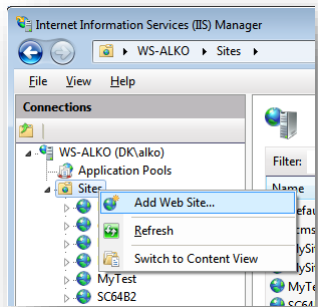 Internet Information Services (IIS) Manager
WS-ALKO Sites
File View Help
Connections
WS-ALKO (DK\alko)
Application Pools
Filter:
Sites
Name
Add Web Site...
Refresh
Switch to Content View
MyTest
SC64B2